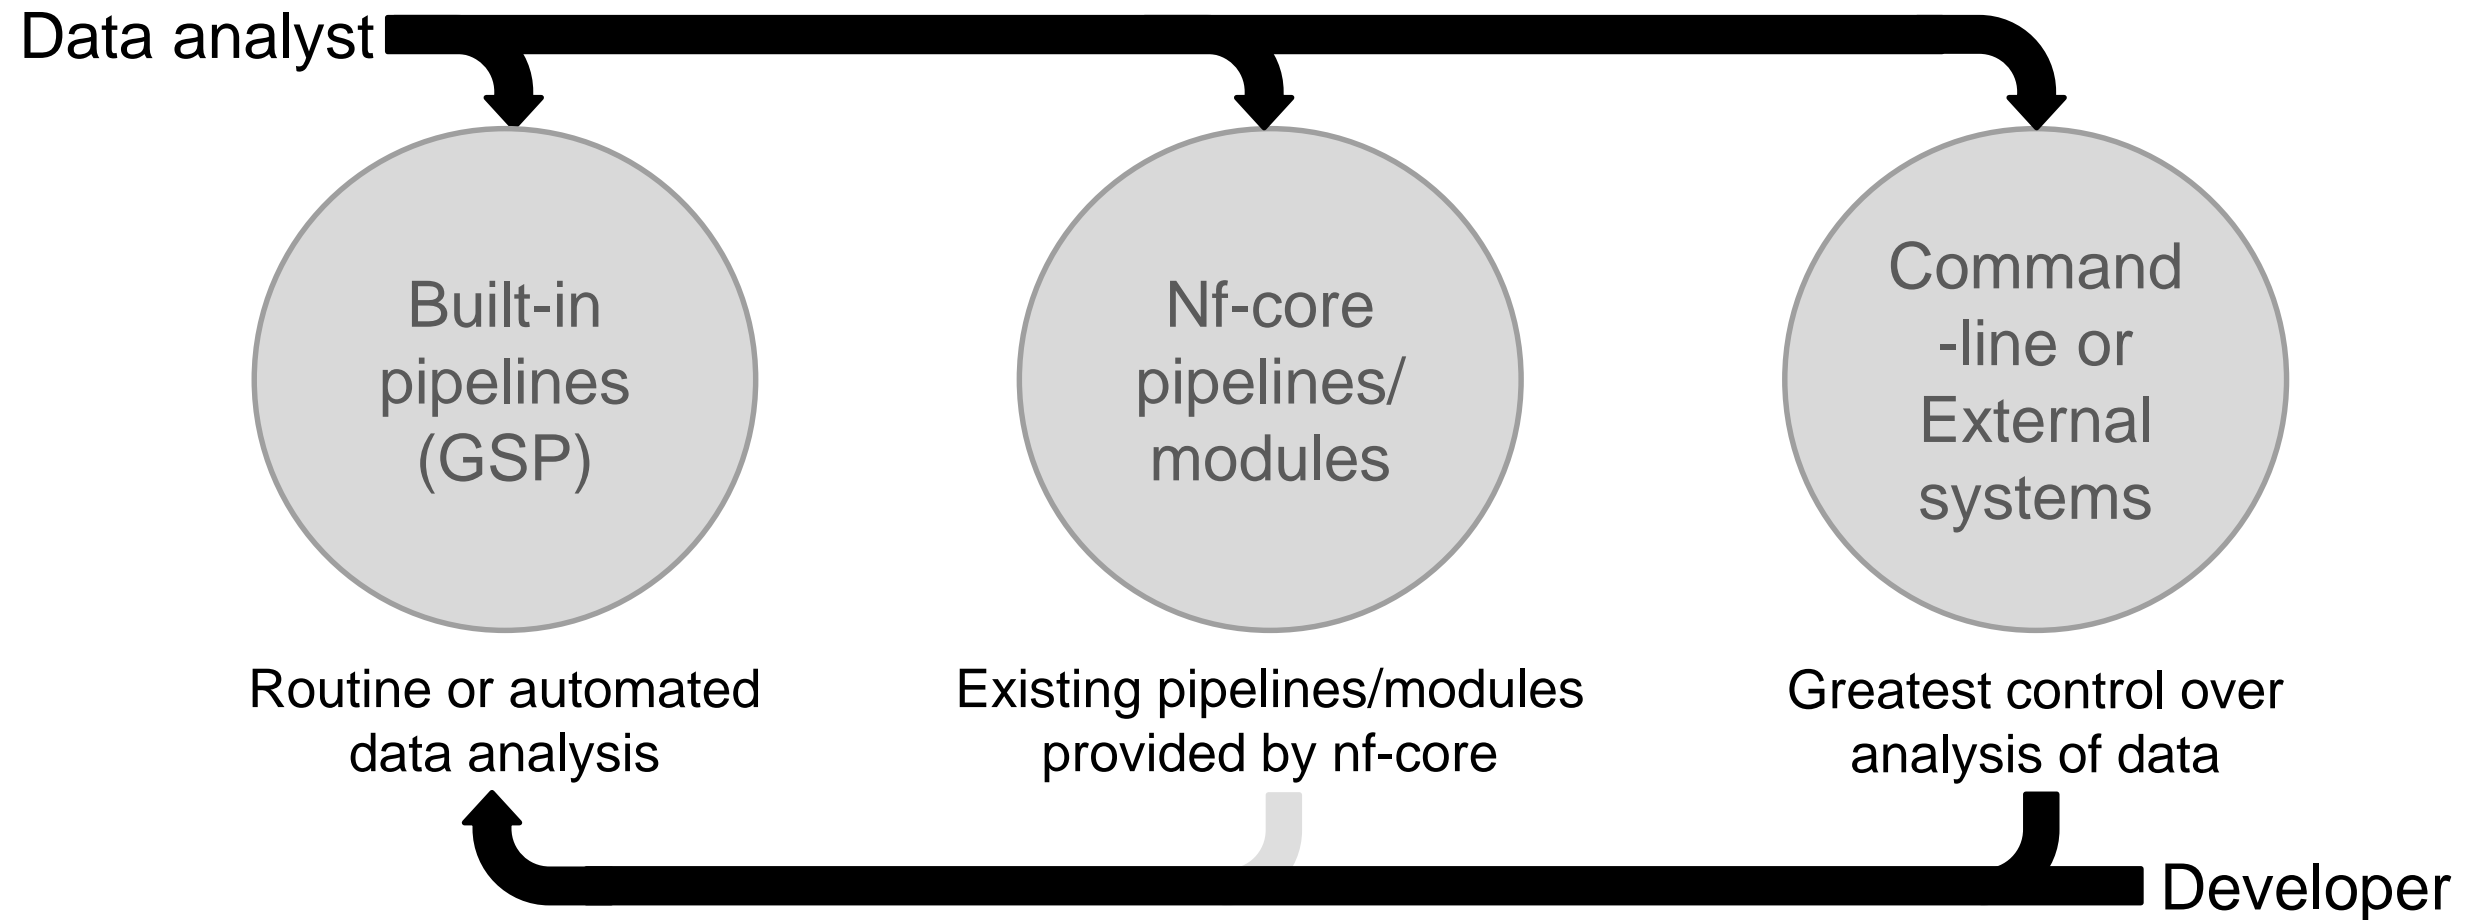 Data analyst
Built-in
pipelines
(GSP)
Nf-core
pipelines/
modules
Command
-line or
External
systems
Routine or automated
data analysis
Existing pipelines/modules
provided by nf-core
Greatest control over
analysis of data
Developer